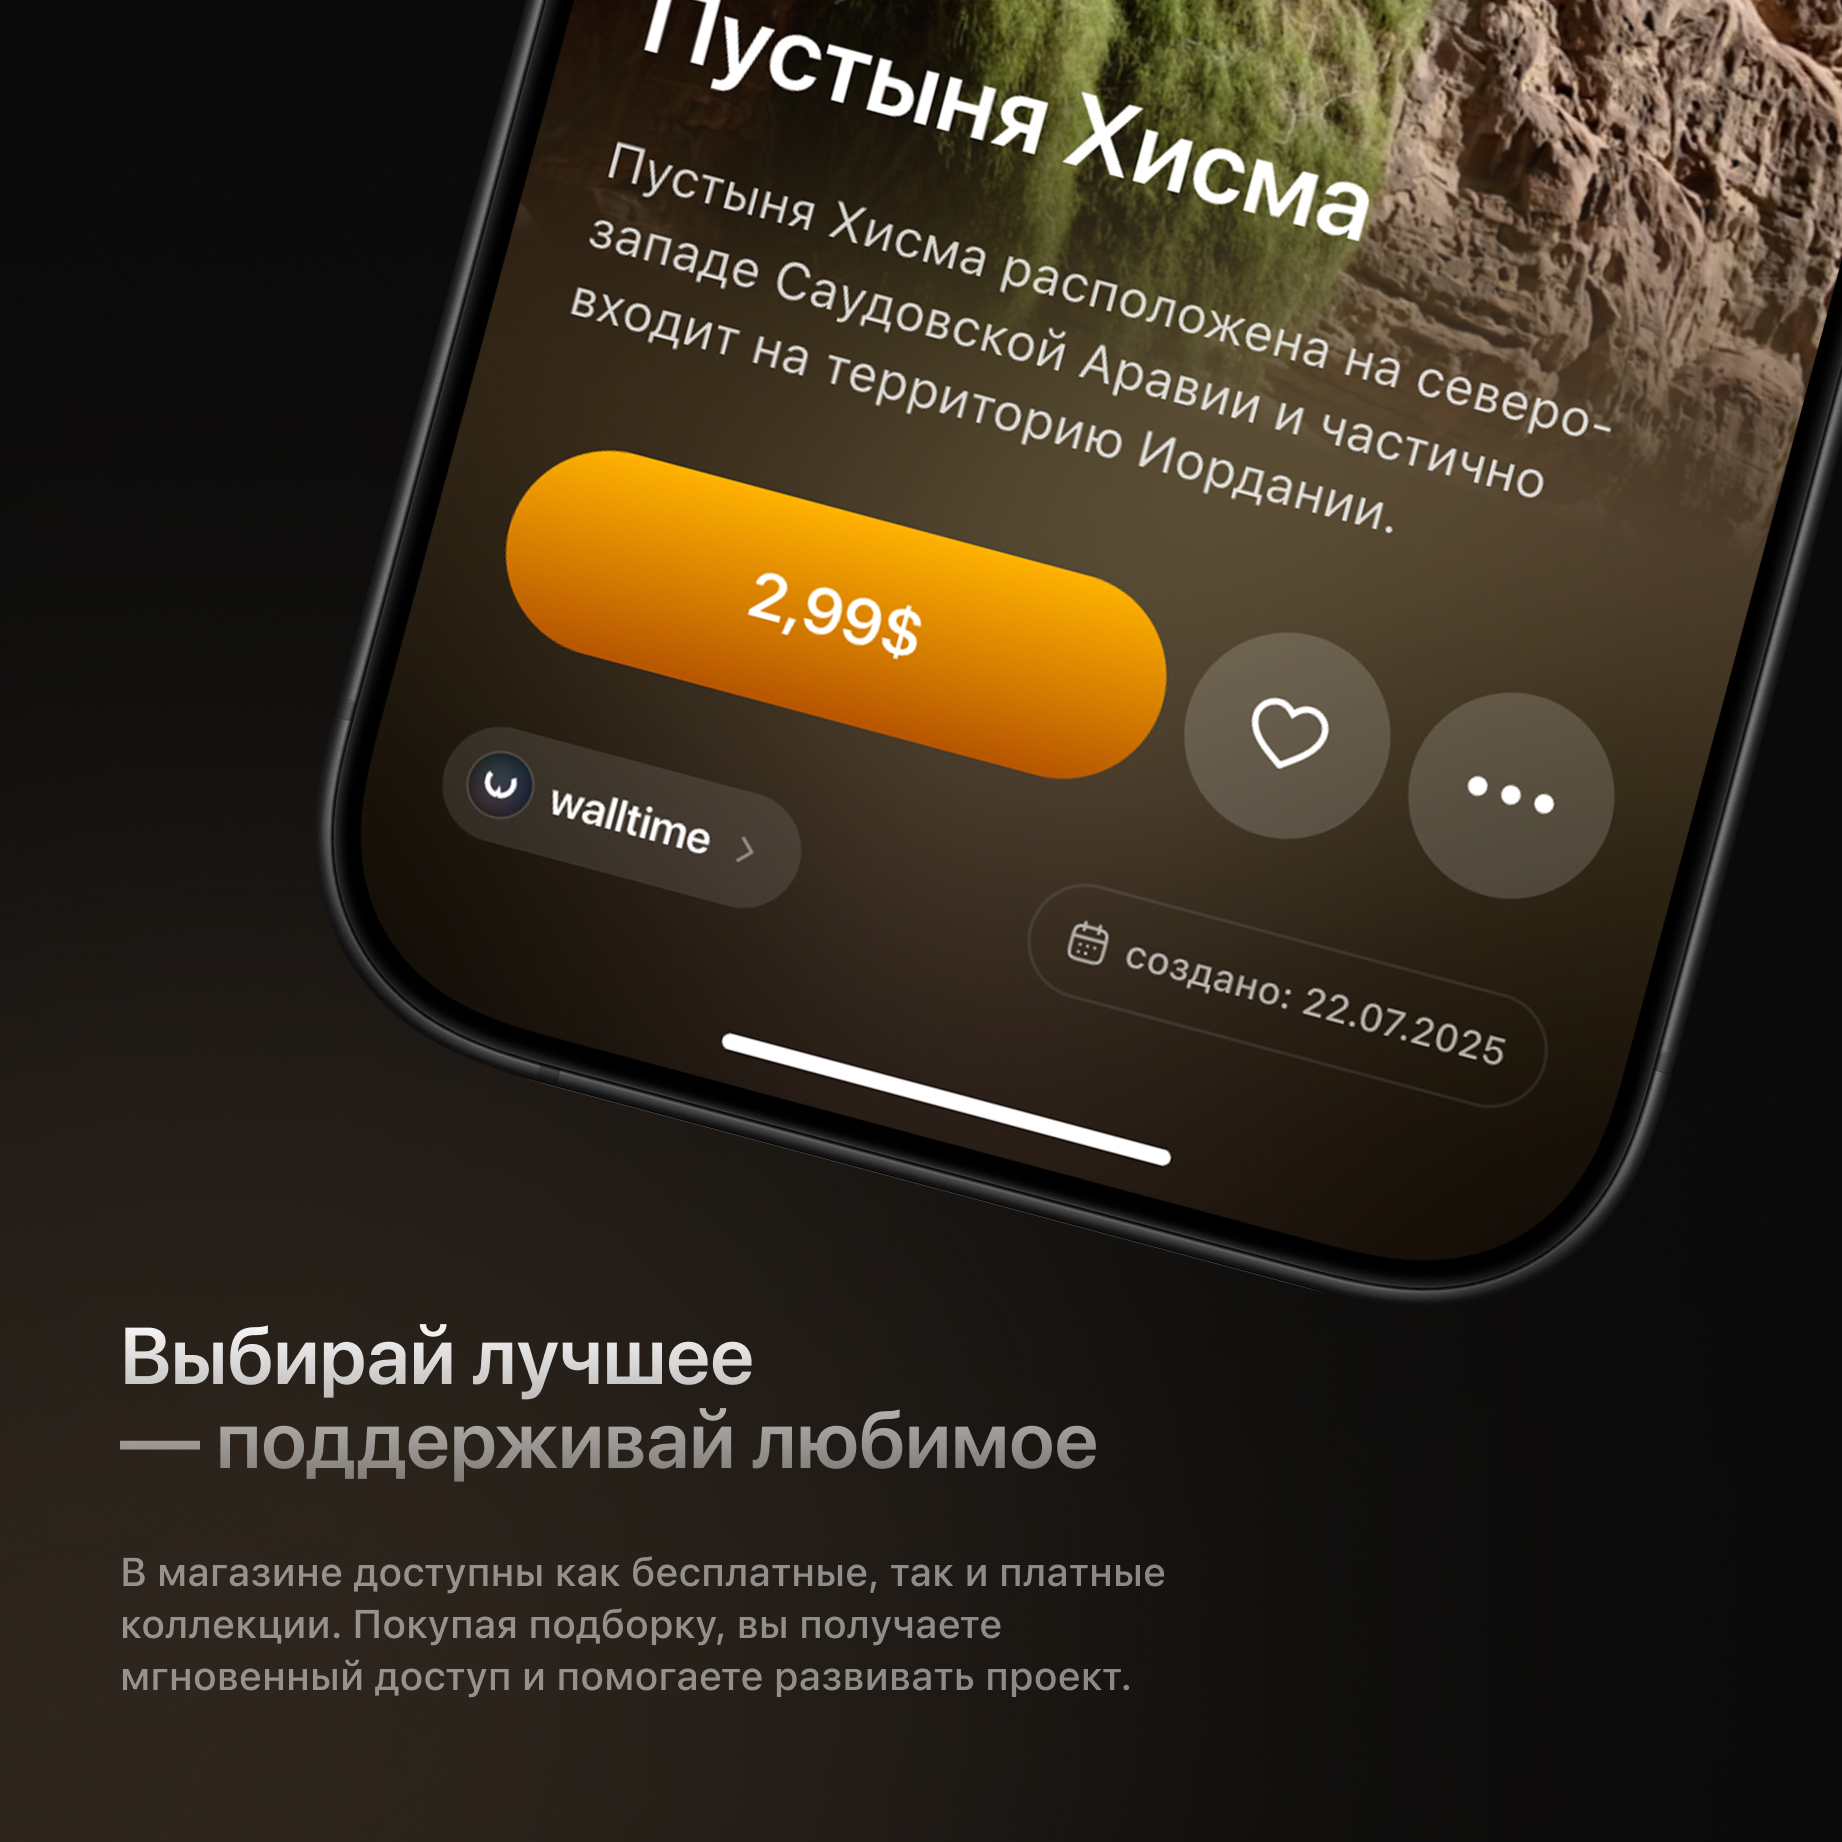 Пустыня Хисма
Пустыня Хисма расположена на северо-
западе Саудовской Аравии и частично
входит на территорию Иордании.
2,99$
walltime
создано: 22.07.2025
Выбирай лучшее
— поддерживай любимое
В магазине доступны как бесплатные, так и платные
коллекции. Покупая подборку, вы получаете
мгновенный доступ и помогаете развивать проект.